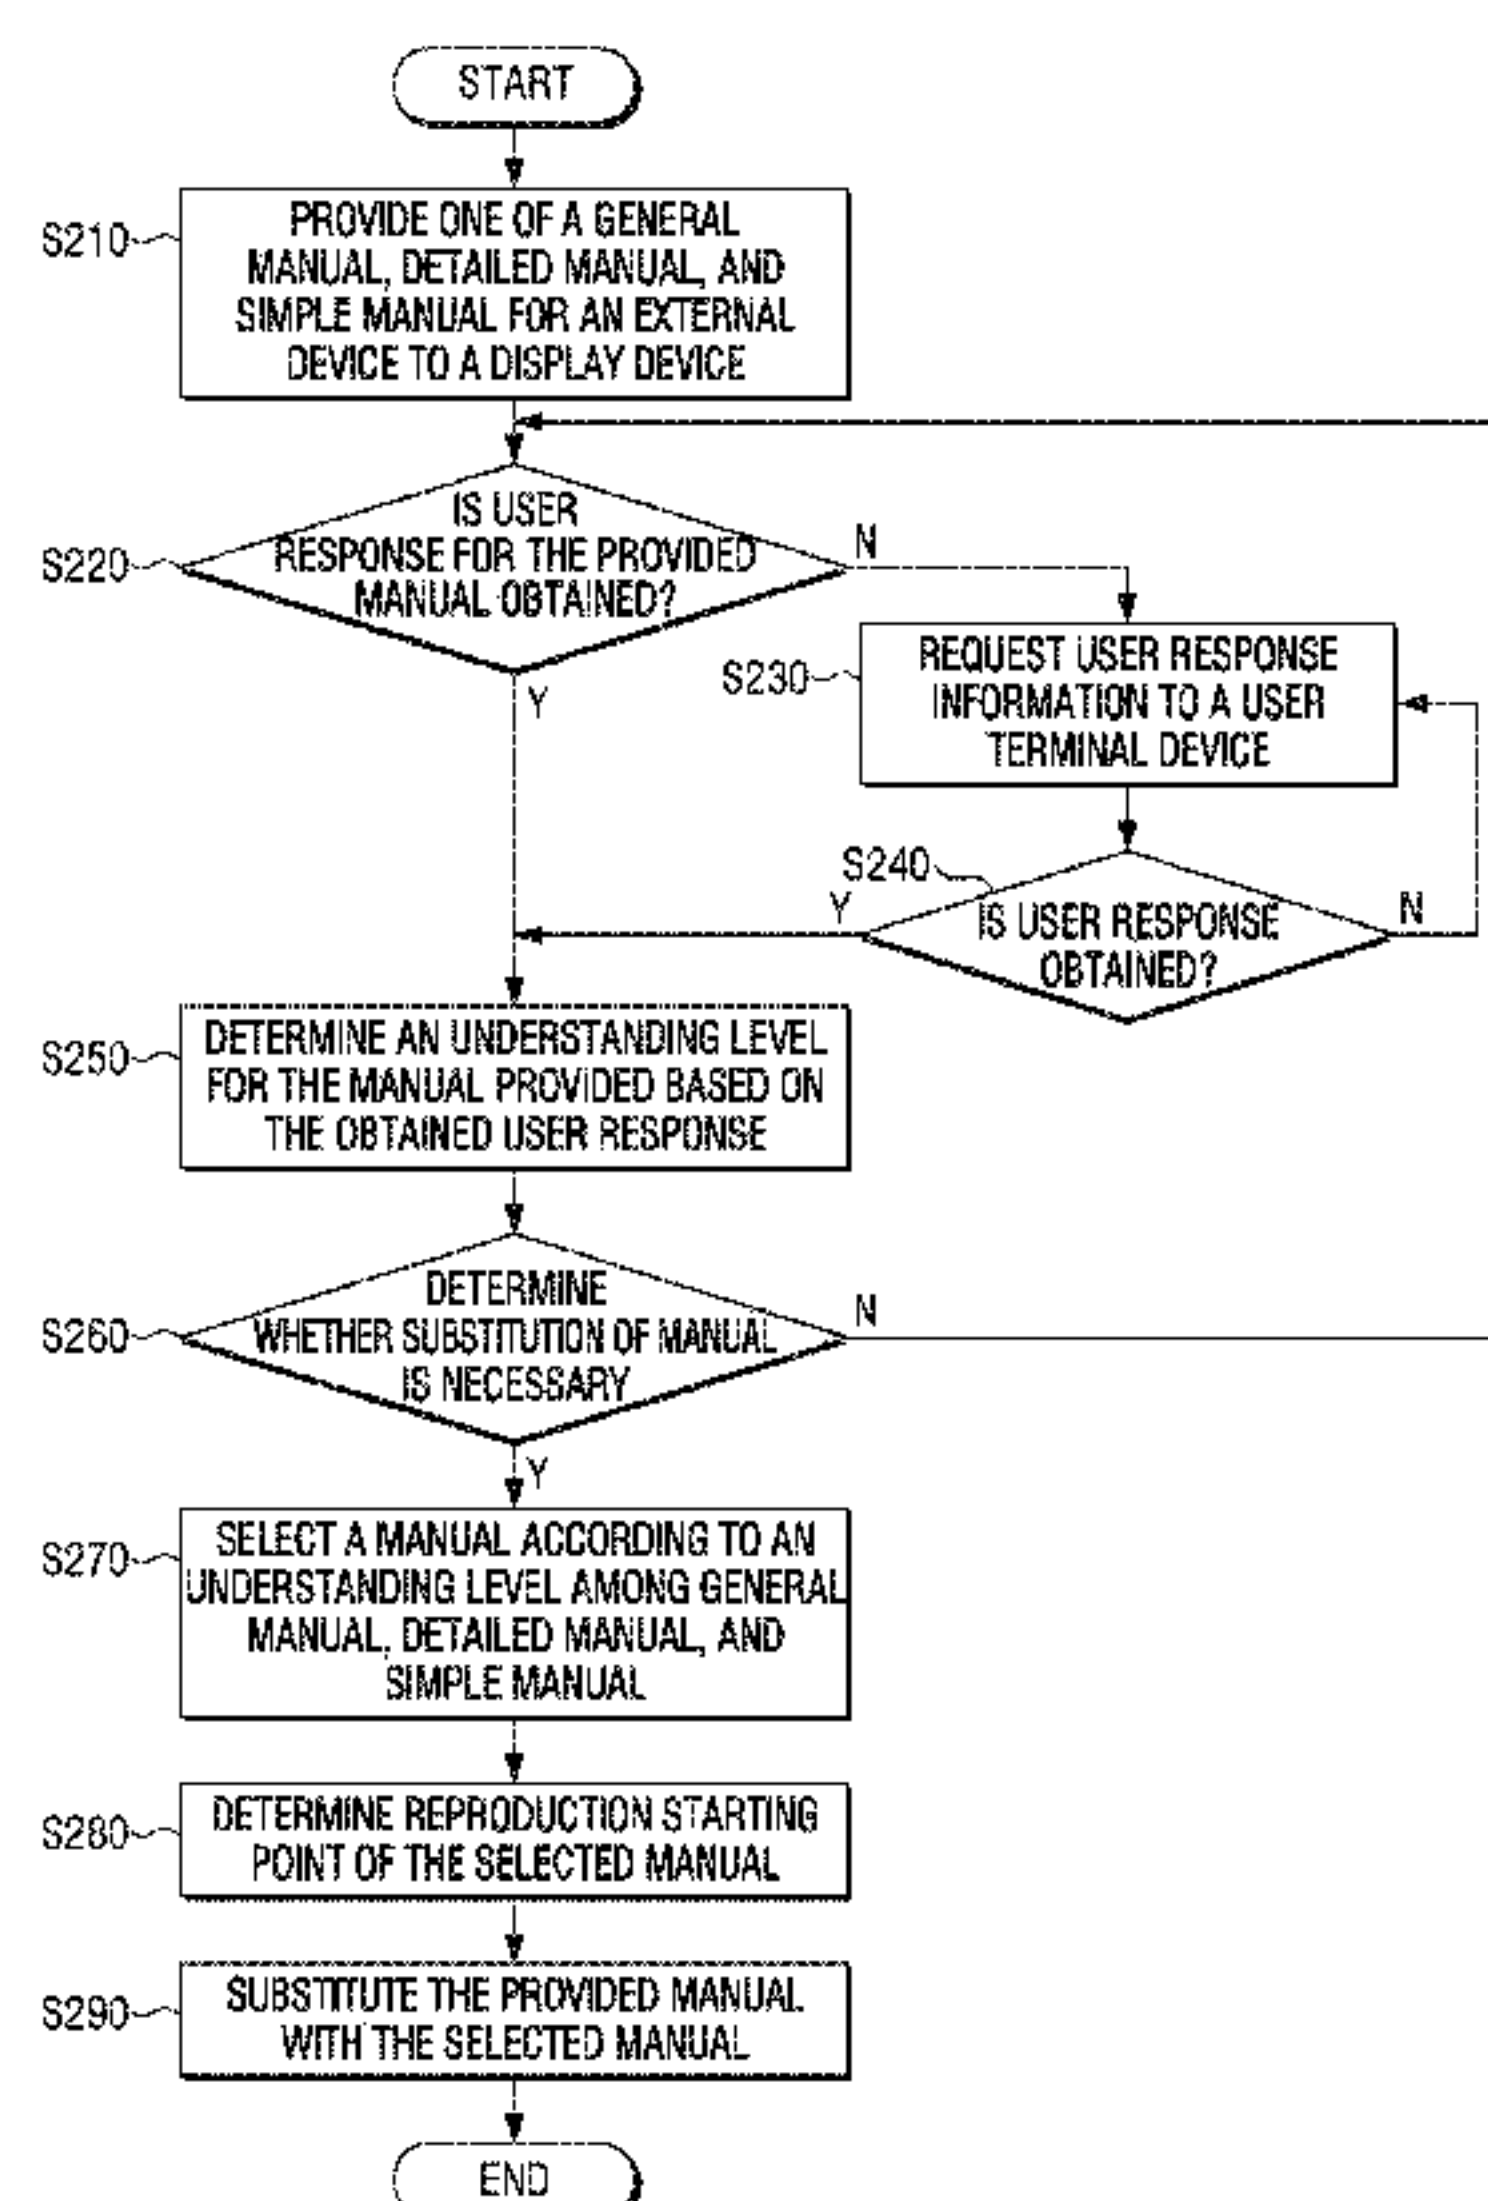 START
S210
PROVIDE ONE OF A GENERAL
MANUAL, DETAILED MANUAL, AND
SIMPLE MANUAL FOR AN EXTERNAL
DEVICE TO A DISPLAY DEVICE
S220
IS USER
RESPONSE FOR THE PROVIDED
MANUAL OBTAINED?
N
Y
S230
REQUEST USER RESPONSE
INFORMATION TO A USER
TERMINAL DEVICE
S240
IS USER RESPONSE
OBTAINED?
Y
N
S250
DETERMINE AN UNDERSTANDING LEVEL
FOR THE MANUAL PROVIDED BASED ON
THE OBTAINED USER RESPONSE
S260
DETERMINE
WHETHER SUBSTITUTION OF MANUAL
IS NECESSARY
N
Y
S270
SELECT A MANUAL ACCORDING TO AN
UNDERSTANDING LEVEL AMONG GENERAL
MANUAL, DETAILED MANUAL, AND
SIMPLE MANUAL
S280
DETERMINE REPRODUCTION STARTING
POINT OF THE SELECTED MANUAL
S290
SUBSTITUTE THE PROVIDED MANUAL
WITH THE SELECTED MANUAL
END